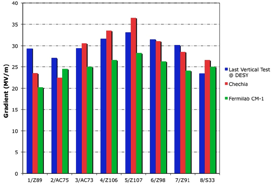 40
35
30
25
20
15
10
5
0
Gradient (MV/m)
1/Z89
2/AC75
3/AC73
4/Z106
5/Z107
6/Z98
7/Z91
8/S33
Last Vertical Test
@ DESY
Chechia
Fermilab CM-1